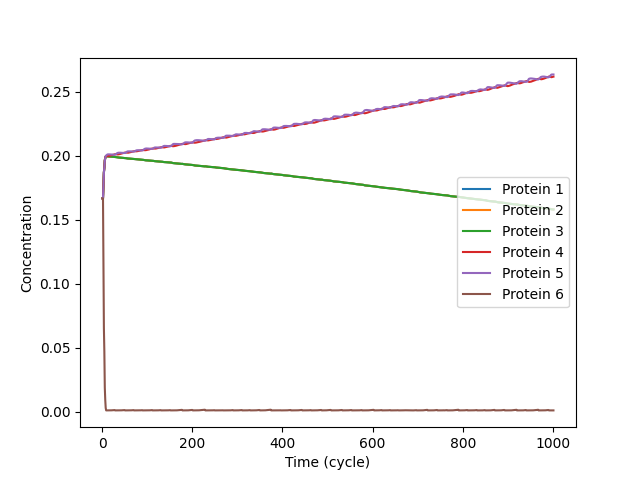 0.25
0.20
0.15
0.10
0.05
0.00
Concentration
0
200
400
600
800
1000
Time (cycle)
Protein 1
Protein 2
Protein 3
Protein 4
Protein 5
Protein 6